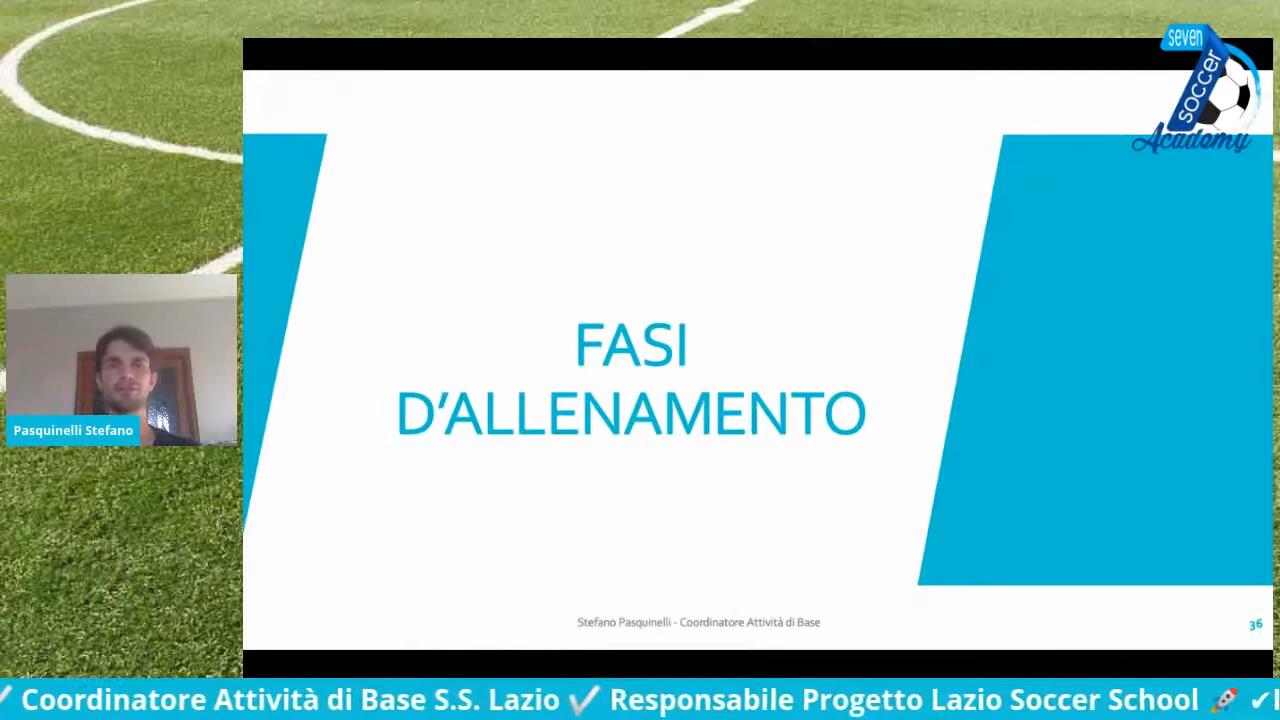 seven
SOCCER
Academy
FASI
D'ALLENAMENTO
Pasquinelli Stefano
Stefano Pasquinelli - Coordinatore Attività di Base
36
✔ Coordinatore Attività di Base S.S. Lazio ✔ Responsabile Progetto Lazio Soccer School 🚀 ✔